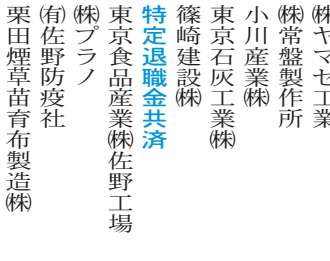 ㈱ヤマゼ工業
㈱常盤製作所
小川産業㈱
東京石灰工業㈱
篠崎建設㈱
特定退職金共済
東京食品産業㈱佐野工場
㈱プラノ
㈲佐野防疫社
栗田煙草苗育布製造㈱